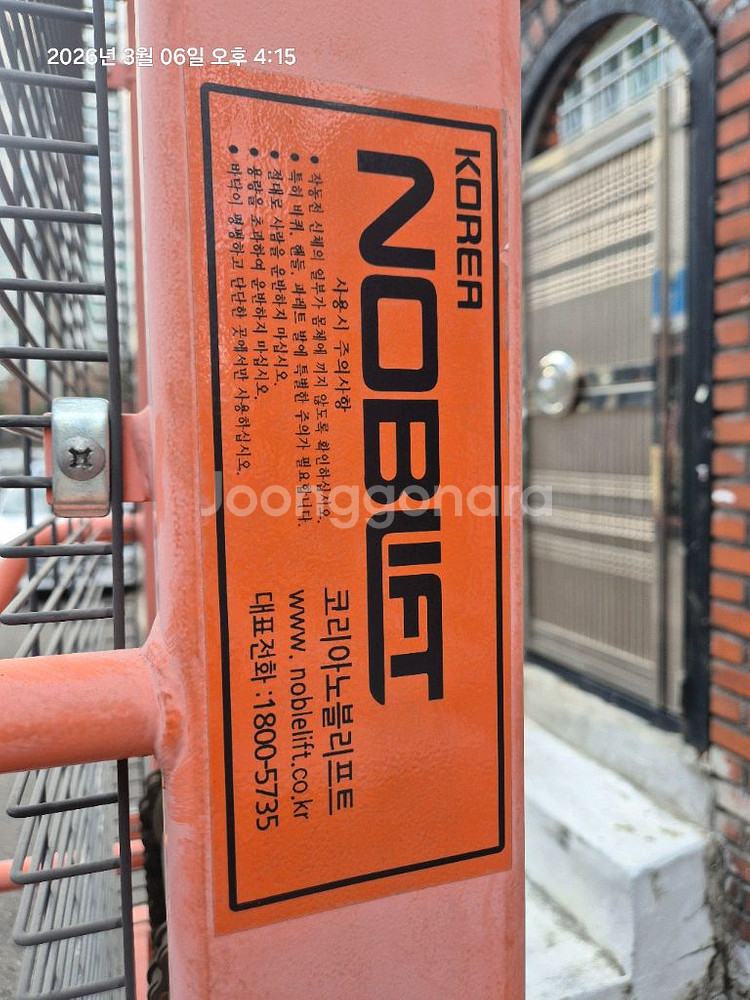 2026년 3월 06일 오후 4:15
KOREA
NOBLIFT
사용시 주의사항
• 작동전 신체의 일부가 몸체에 끼지 않도록 확인하십시오.
• 특히 바퀴, 핸들, 파레트 발에 특별한 주의가 필요합니다.
• 절대로 사람을 운반하지 마십시오.
• 용량을 초과하여 운반하지 마십시오.
• 바닥이 평평하고 단단한 곳에서만 사용하십시오.
코리아노블리프트
www.noblelift.co.kr
대표전화 :1800-5735
Joonggonara